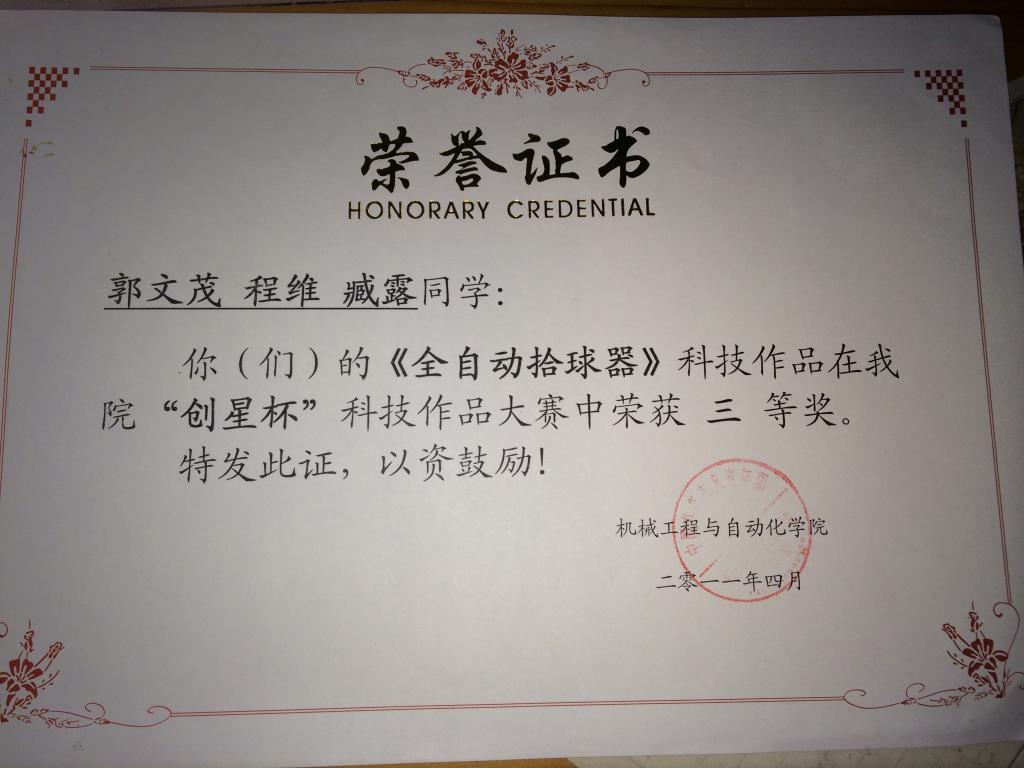 荣誉证书
HONORARY CREDENTIAL
郭文茂 程维 臧露同学：
你（们）的《全自动拾球器》科技作品在我
院“创星杯”科技作品大赛中荣获 三 等奖。
特发此证，以资鼓励！
机械工程与自动化学院
二零一一年四月